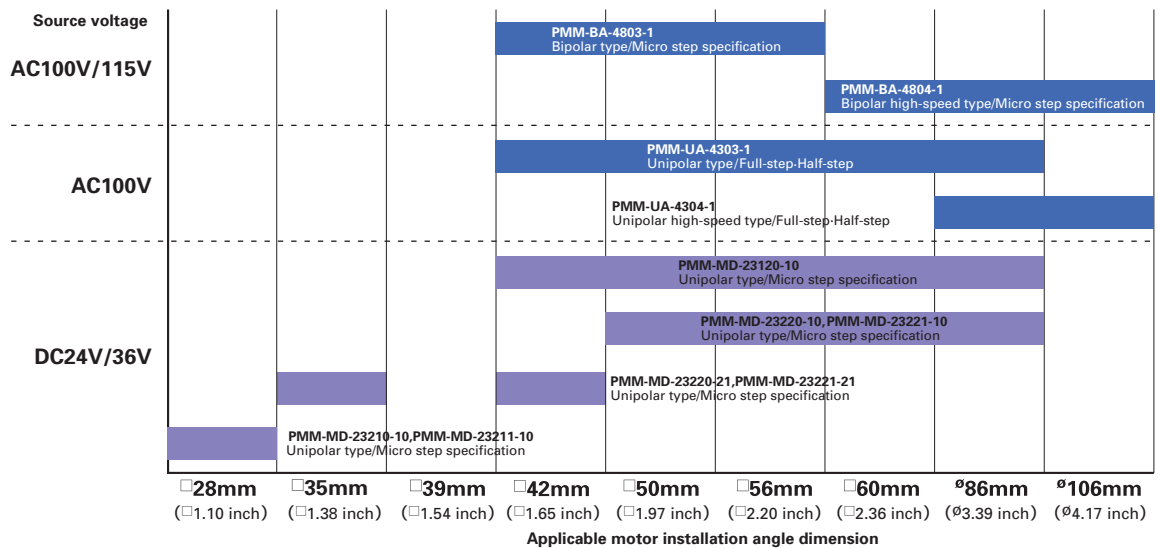 Source voltage
AC100V/115V
PMM-BA-4803-1
Bipolar type/Micro step specification
PMM-BA-4804-1
Bipolar high-speed type/Micro step specification
AC100V
PMM-UA-4303-1
Unipolar type/Full-step·Half-step
PMM-UA-4304-1
Unipolar high-speed type/Full-step·Half-step
DC24V/36V
PMM-MD-23120-10
Unipolar type/Micro step specification
PMM-MD-23220-10,PMM-MD-23221-10
Unipolar type/Micro step specification
PMM-MD-23220-21,PMM-MD-23221-21
Unipolar type/Micro step specification
PMM-MD-23210-10,PMM-MD-23211-10
Unipolar type/Micro step specification
□28mm □35mm □39mm □42mm □50mm □56mm □60mm ø86mm ø106mm
(□1.10 inch) (□1.38 inch) (□1.54 inch) (□1.65 inch) (□1.97 inch) (□2.20 inch) (□2.36 inch) (ø3.39 inch) (ø4.17 inch)
Applicable motor installation angle dimension